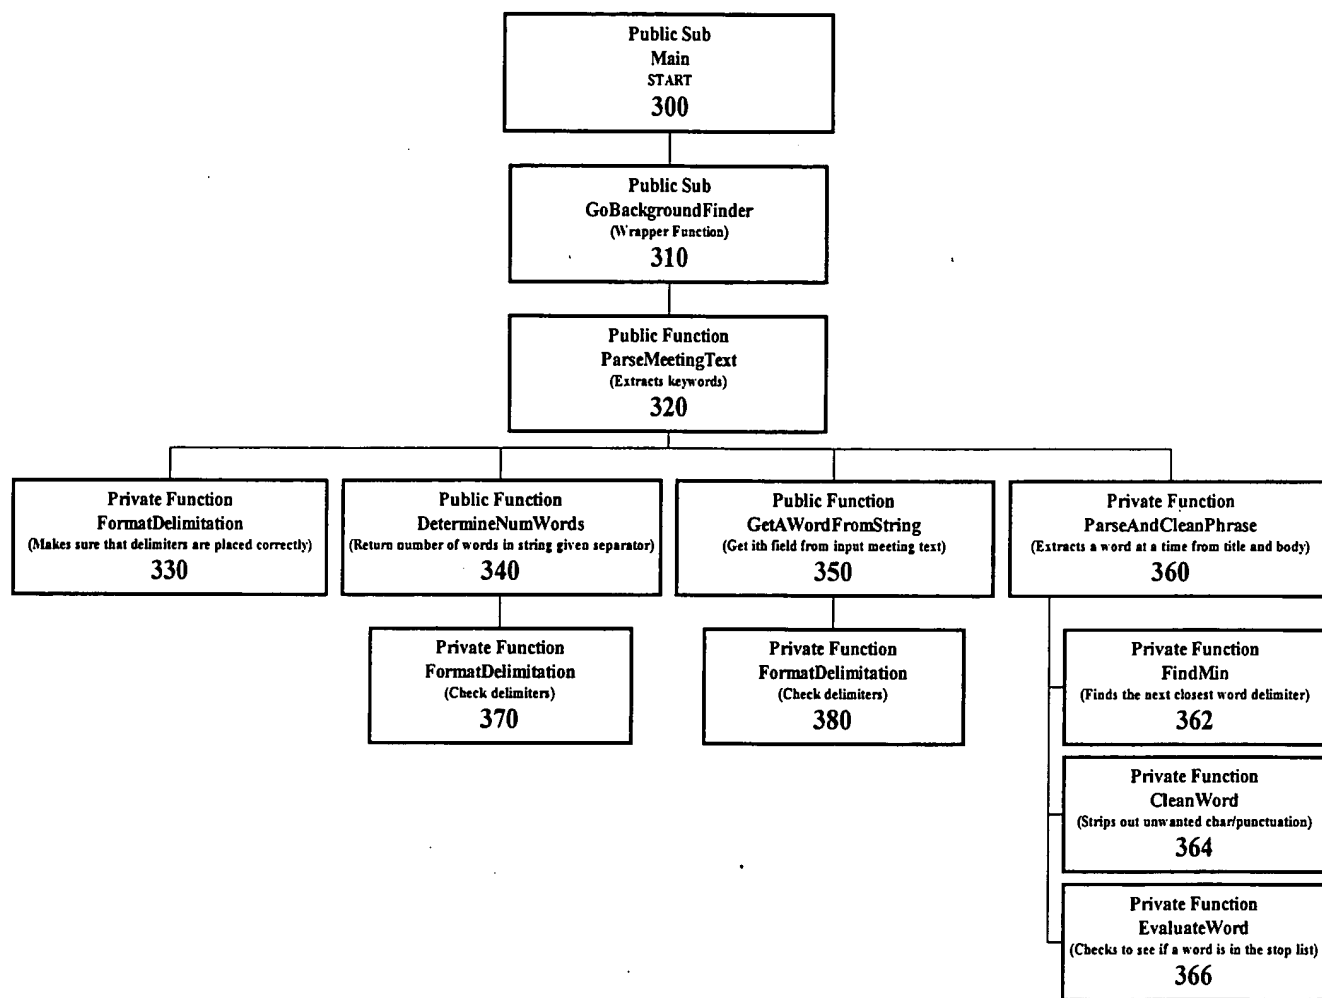 Public Sub
Main
START
300
Public Sub
GoBackgroundFinder
(Wrapper Function)
310
Public Function
ParseMeetingText
(Extracts keywords)
320
Private Function
FormatDelimitation
(Makes sure that delimiters are placed correctly)
330
Public Function
DetermineNumWords
(Return number of words in string given separator)
340
Public Function
GetAWordFromString
(Get ith field from input meeting text)
350
Private Function
ParseAndCleanPhrase
(Extracts a word at a time from title and body)
360
Private Function
FormatDelimitation
(Check delimiters)
370
Private Function
FormatDelimitation
(Check delimiters)
380
Private Function
FindMin
(Finds the next closest word delimiter)
362
Private Function
CleanWord
(Strips out unwanted char/punctuation)
364
Private Function
EvaluateWord
(Checks to see if a word is in the stop list)
366